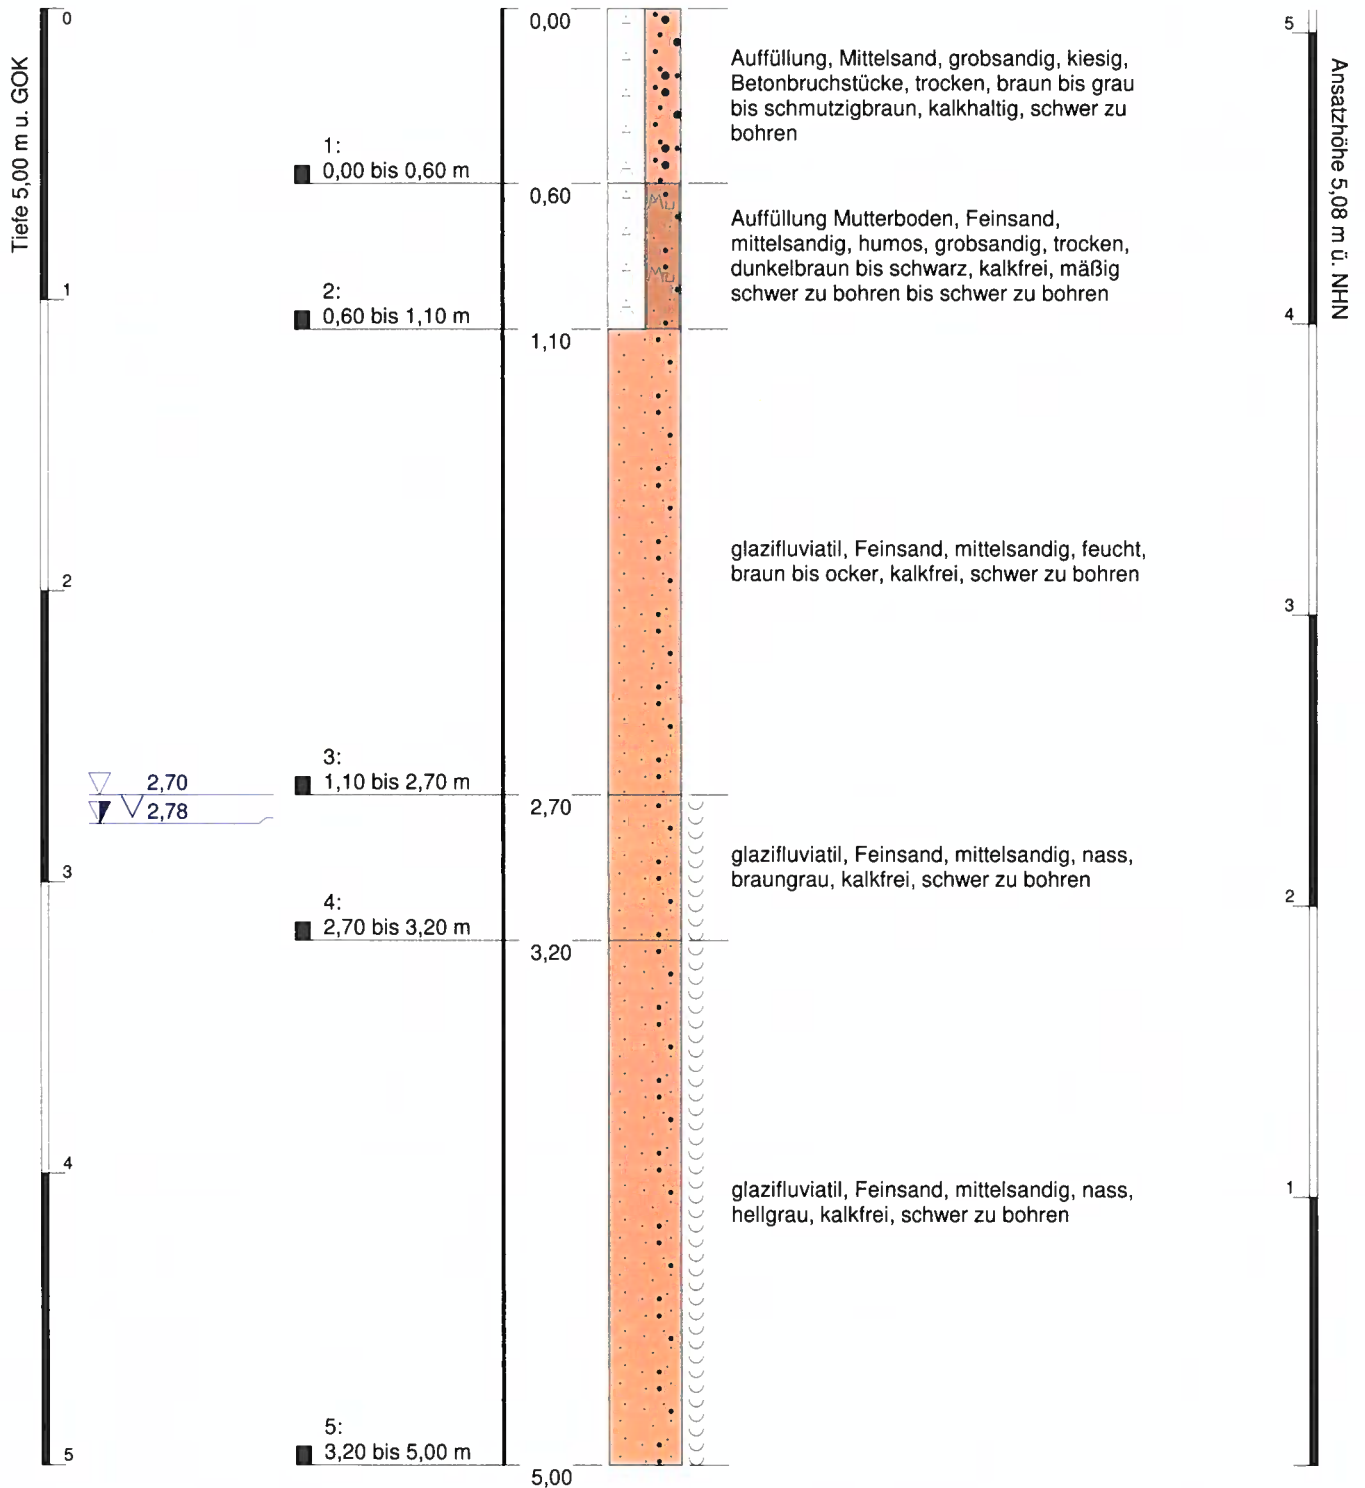 Tiefe 5,00 m u. GOK
0
1
2
3
4
5
2,70
2,78
1:
0,00 bis 0,60 m
2:
0,60 bis 1,10 m
3:
1,10 bis 2,70 m
4:
2,70 bis 3,20 m
5:
3,20 bis 5,00 m
0,00
0,60
1,10
2,70
3,20
5,00
Mu
Mu
Auffüllung, Mittelsand, grobsandig, kiesig,
Betonbruchstücke, trocken, braun bis grau
bis schmutzigbraun, kalkhaltig, schwer zu
bohren
Auffüllung Mutterboden, Feinsand,
mittelsandig, humos, grobsandig, trocken,
dunkelbraun bis schwarz, kalkfrei, mäßig
schwer zu bohren bis schwer zu bohren
glazifluviatil, Feinsand, mittelsandig, feucht,
braun bis ocker, kalkfrei, schwer zu bohren
glazifluviatil, Feinsand, mittelsandig, nass,
braungrau, kalkfrei, schwer zu bohren
glazifluviatil, Feinsand, mittelsandig, nass,
hellgrau, kalkfrei, schwer zu bohren
5
4
3
2
1
Ansatzhöhe 5,08 m ü. NHN